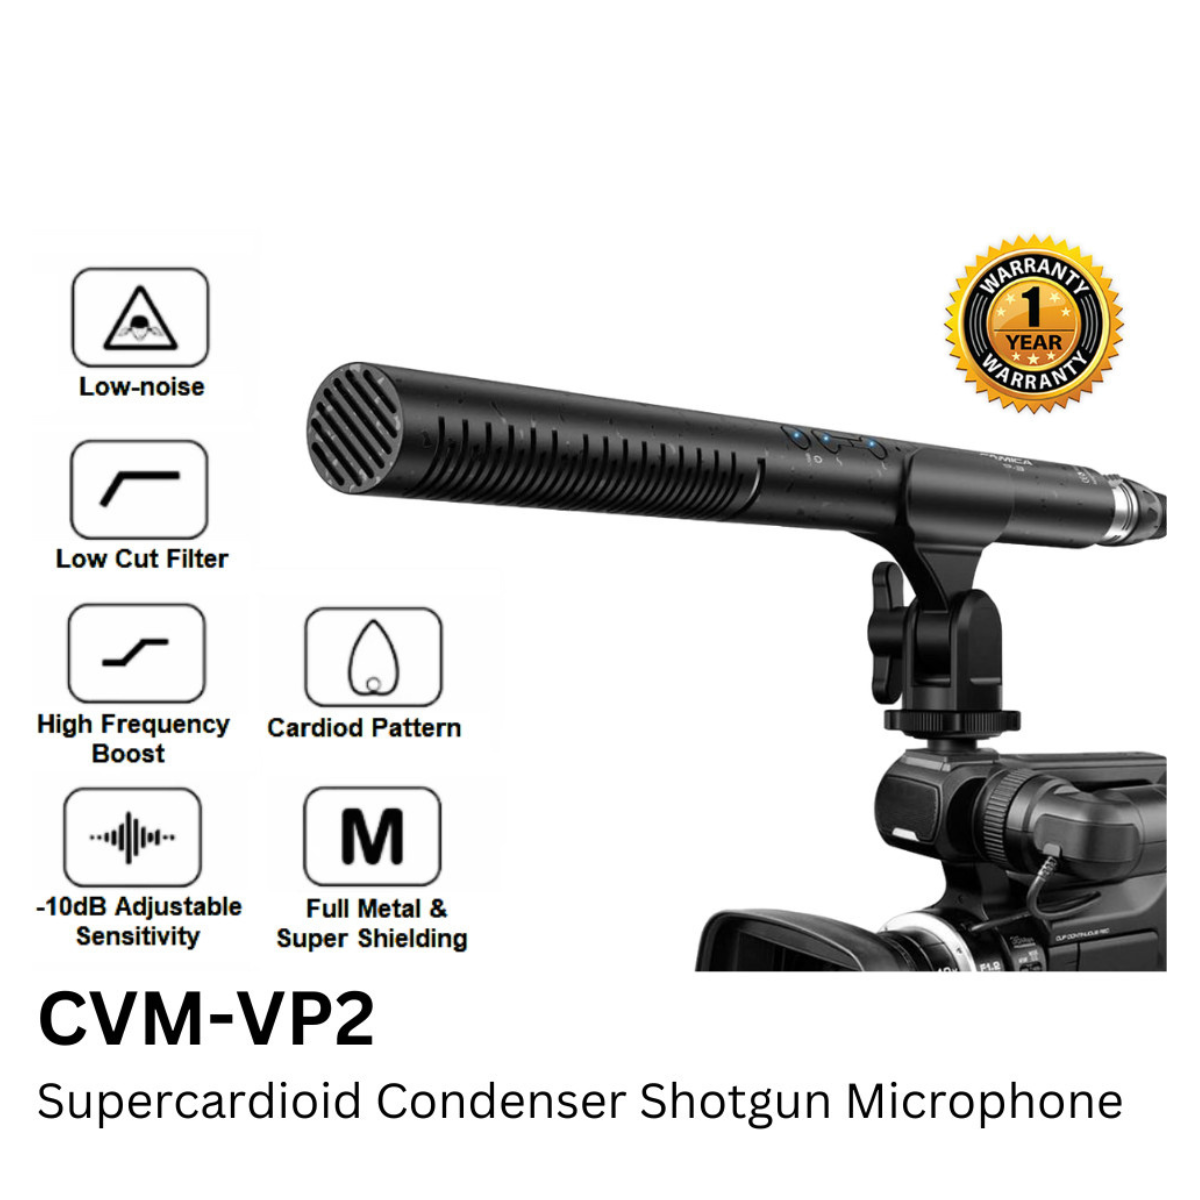 WARRANTY
1
YEAR
WARRANTY
Low-noise
Low Cut Filter
High Frequency
Boost
Cardiod Pattern
-10dB Adjustable
Sensitivity
M
Full Metal &
Super Shielding
CVM-VP2
Supercardioid Condenser Shotgun Microphone